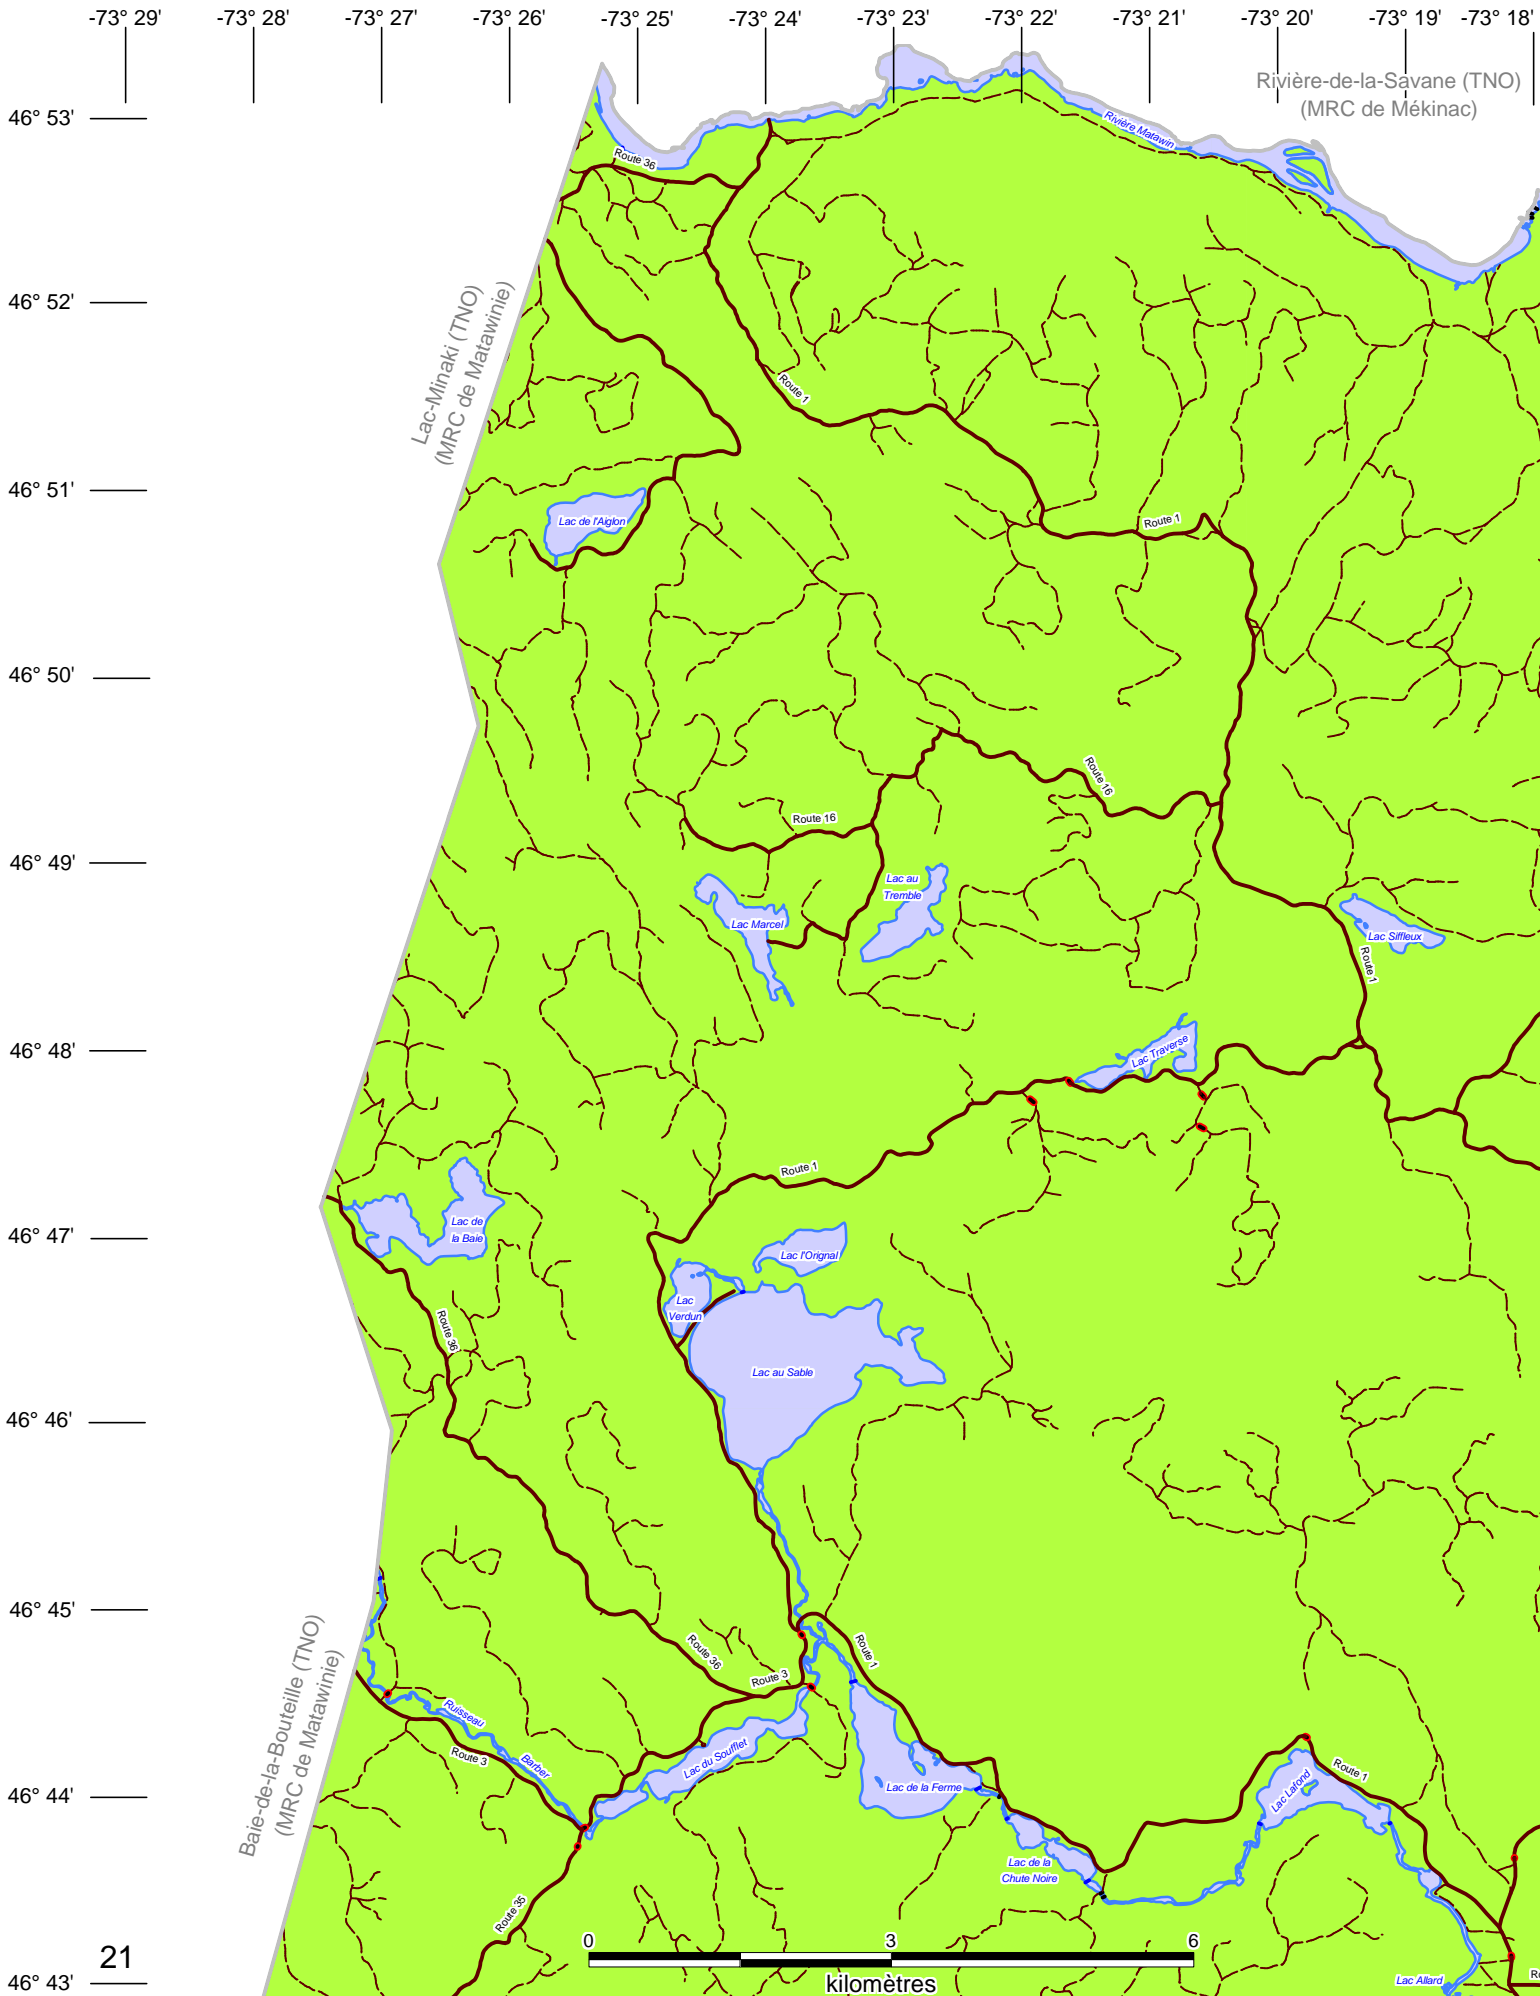 -73° 29'
-73° 28'
-73° 27'
-73° 26'
-73° 25'
-73° 24'
-73° 23'
-73° 22'
-73° 21'
-73° 20'
-73° 19'
-73° 18'
Rivière-de-la-Savane (TNO)
(MRC de Mékinac)
46° 53'
Rivière Matawin
Route 36
46° 52'
Lac-Minaki (TNO)
(MRC de Matawinie)
Route 1
46° 51'
Lac de l'Aiglon
Route 1
46° 50'
Route 16
Route 16
46° 49'
Lac au
Tremble
Lac Marcel
Lac Siffleux
Route 1
46° 48'
Lac Traverse
Route 1
46° 47'
Lac de
la Baie
Lac l'Orignal
Lac
Verdun
Route 36
Lac au Sable
46° 46'
46° 45'
Baie-de-la-Bouteille (TNO)
(MRC de Matawinie)
Route 36
Route 1
Route 3
Ruisseau
Barber
Route 3
Lac du Soufflet
Lac de la Ferme
Route 1
Lac Lafond
46° 44'
Lac de la
Chute Noire
Route 35
21
0
3
6
kilomètres
Lac Allard
46° 43'